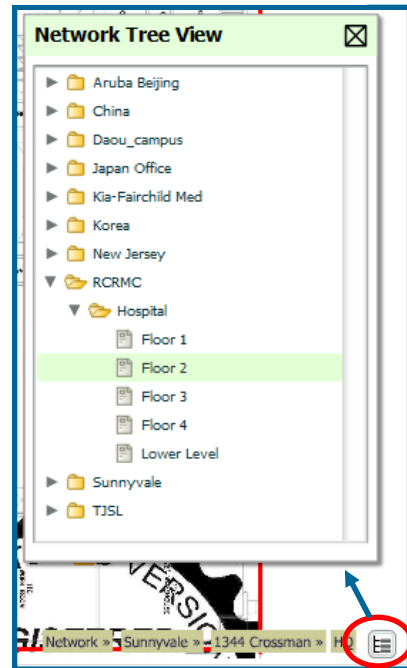 Network Tree View
Aruba Beijing
China
Daou_campus
Japan Office
Kia-Fairchild Med
Korea
New Jersey
RCRMC
Hospital
Floor 1
Floor 2
Floor 3
Floor 4
Lower Level
Sunnyvale
TJSL
VERSIO
Network » Sunnyvale » 1344 Crossman » HQ